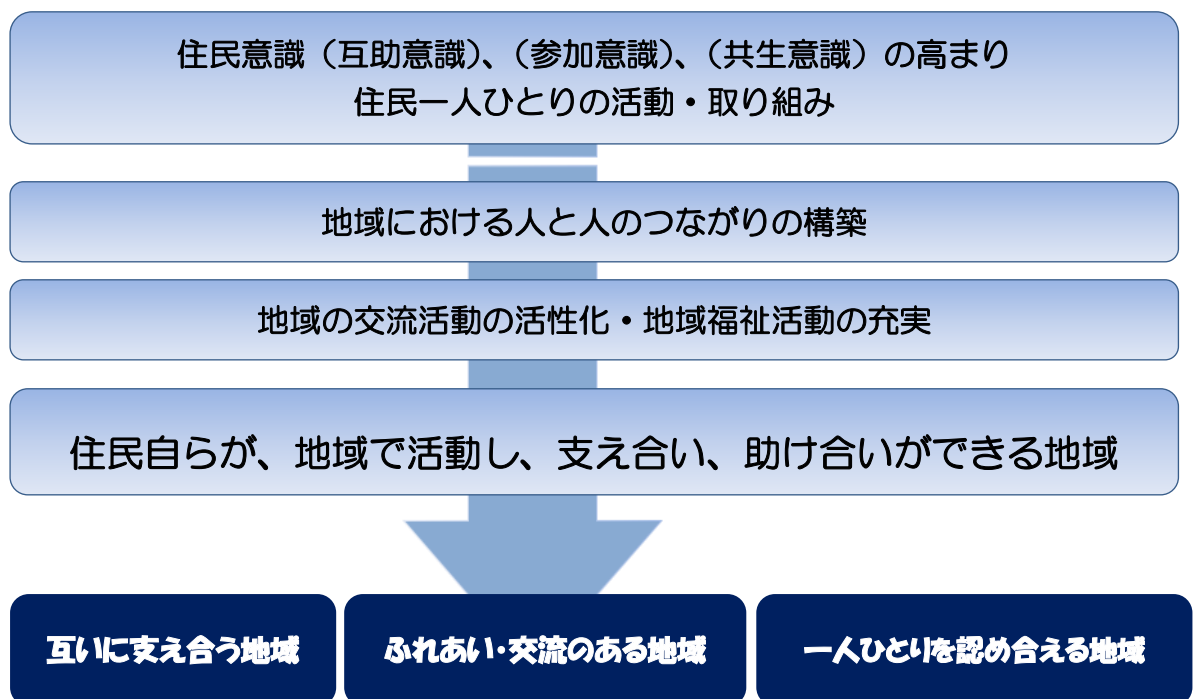 住民意識（互助意識）、（参加意識）、（共生意識）の高まり
住民一人ひとりの活動・取り組み
地域における人と人のつながりの構築
地域の交流活動の活性化・地域福祉活動の充実
住民自らが、地域で活動し、支え合い、助け合いができる地域
互いに支え合う地域
ふれあい・交流のある地域
一人ひとりを認め合える地域